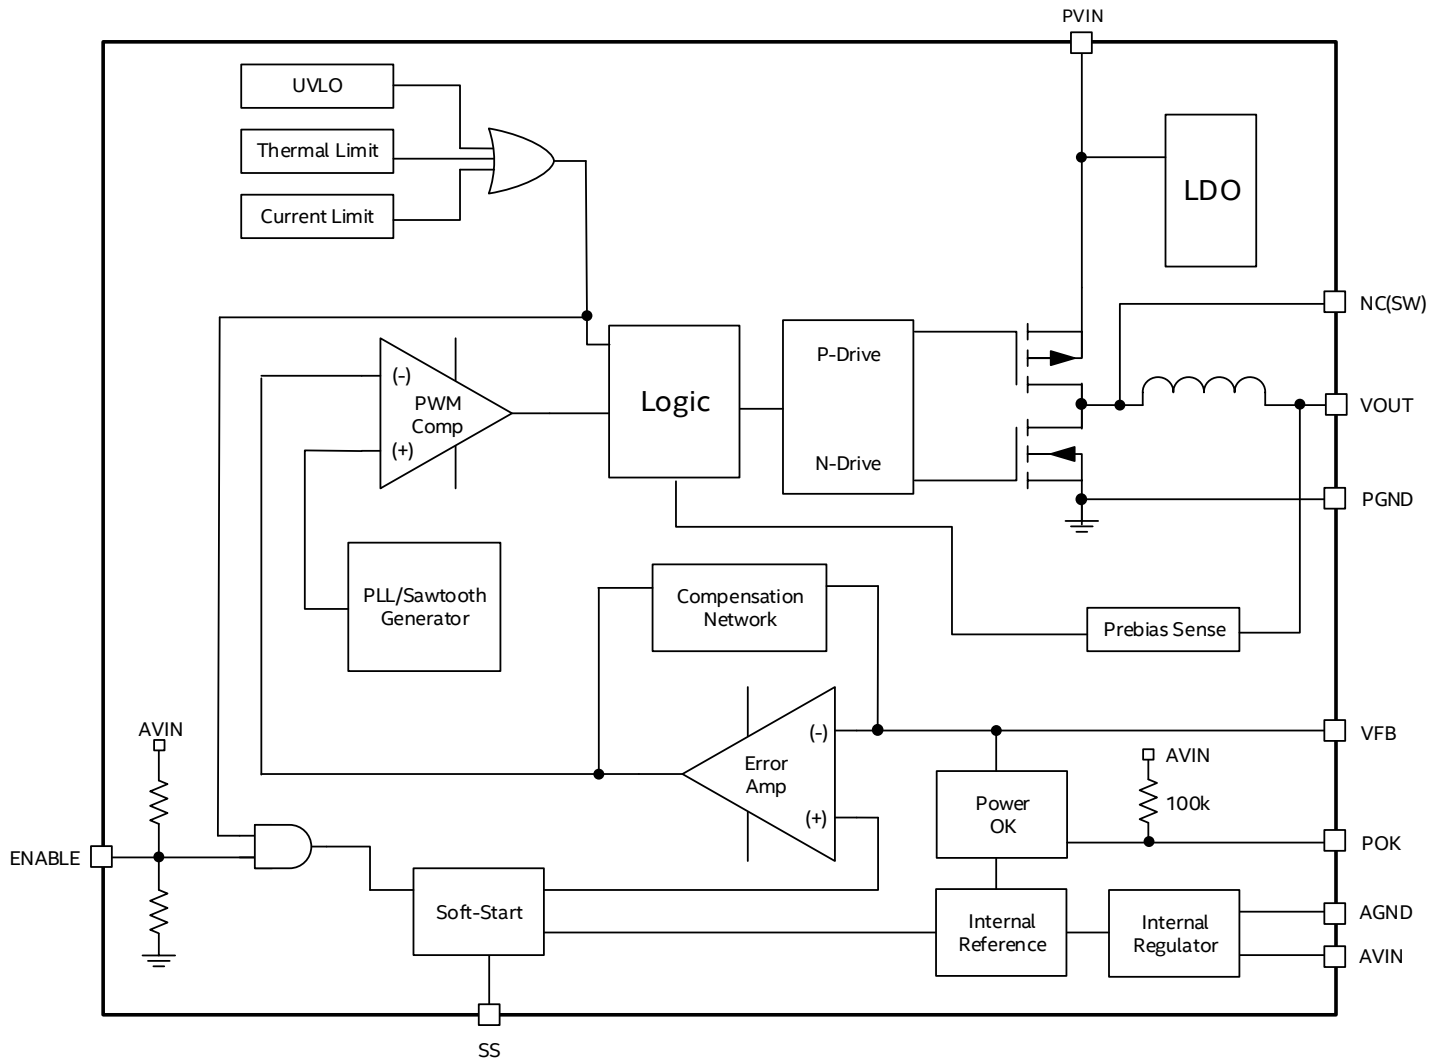 PVIN
UVLO
Thermal Limit
Current Limit
LDO
NC(SW)
(-)
PWM
Comp
(+)
Logic
P-Drive
N-Drive
VOUT
PGND
PLL/Sawtooth
Generator
Compensation
Network
Prebias Sense
AVIN
(-)
Error
Amp
(+)
VFB
AVIN
100k
Power
OK
POK
ENABLE
Soft-Start
Internal
Reference
Internal
Regulator
AGND
AVIN
SS